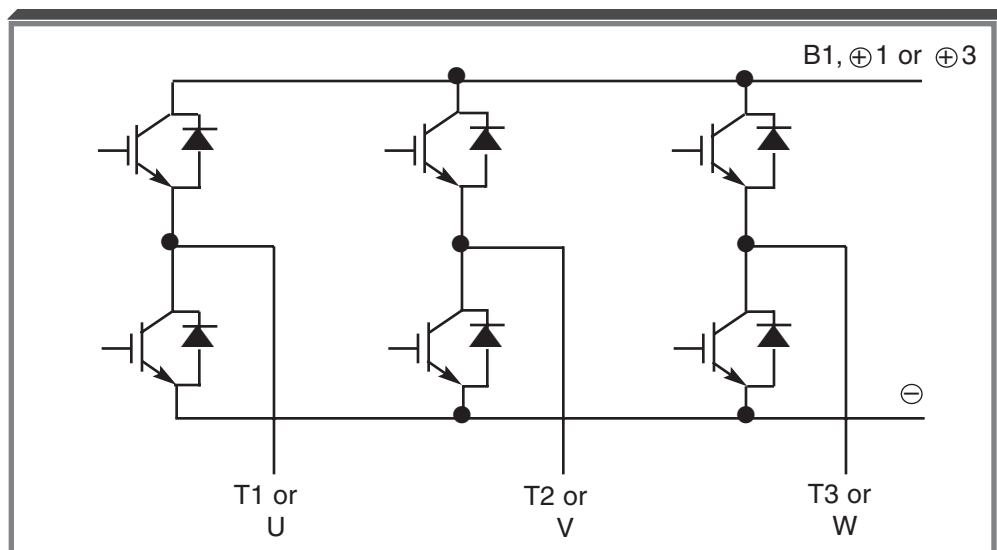 B1, ⊕1 or ⊕3
⊖
T1 or
U
T2 or
V
T3 or
W